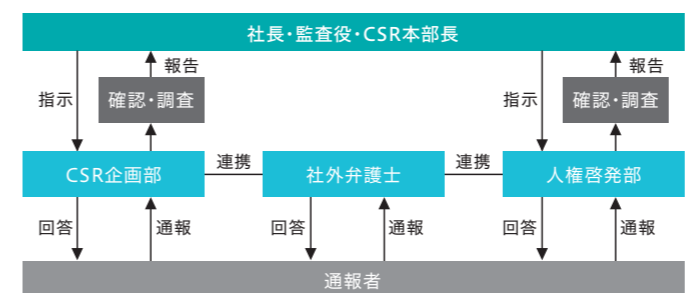 社長・監査役・CSR本部長
報告
報告
指示
確認・調査
指示
確認・調査
CSR企画部
連携
社外弁護士
連携
人権啓発部
回答
通報
回答
通報
回答
通報
通報者